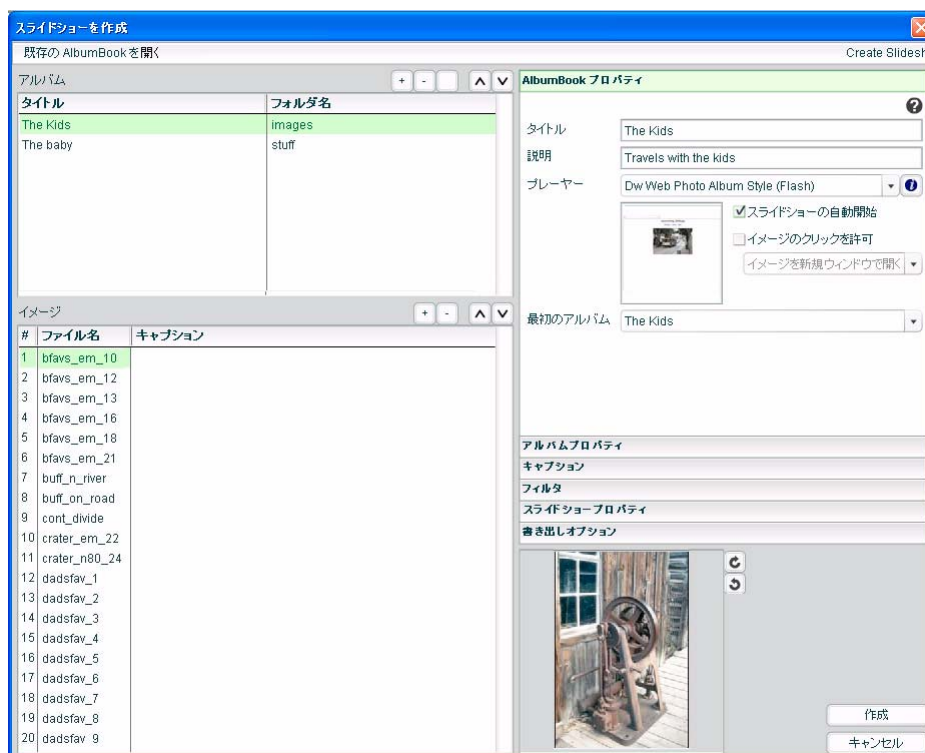 スライドショーを作成
既存の AlbumBook を開く
Create Slidesh
アルバム
+ -
タイトル フォルダ名
The Kids images
The baby stuff
イメージ
+ -
# ファイル名 キャプション
1 bfavs_em_10
2 bfavs_em_12
3 bfavs_em_13
4 bfavs_em_16
5 bfavs_em_18
6 bfavs_em_21
7 buff_n_river
8 buff_on_road
9 cont_divide
10 crater_em_22
11 crater_n80_24
12 dadsfav_1
13 dadsfav_2
14 dadsfav_3
15 dadsfav_4
16 dadsfav_5
17 dadsfav_6
18 dadsfav_7
19 dadsfav_8
20 dadsfav 9
AlbumBook プロパティ
?
タイトル The Kids
説明 Travels with the kids
プレーヤー Dw Web Photo Album Style (Flash)
スライドショーの自動開始
イメージのクリックを許可
イメージを新規ウィンドウで開く
最初のアルバム The Kids
アルバムプロパティ
キャプション
フィルタ
スライドショープロパティ
書き出しオプション
作成
キャンセル